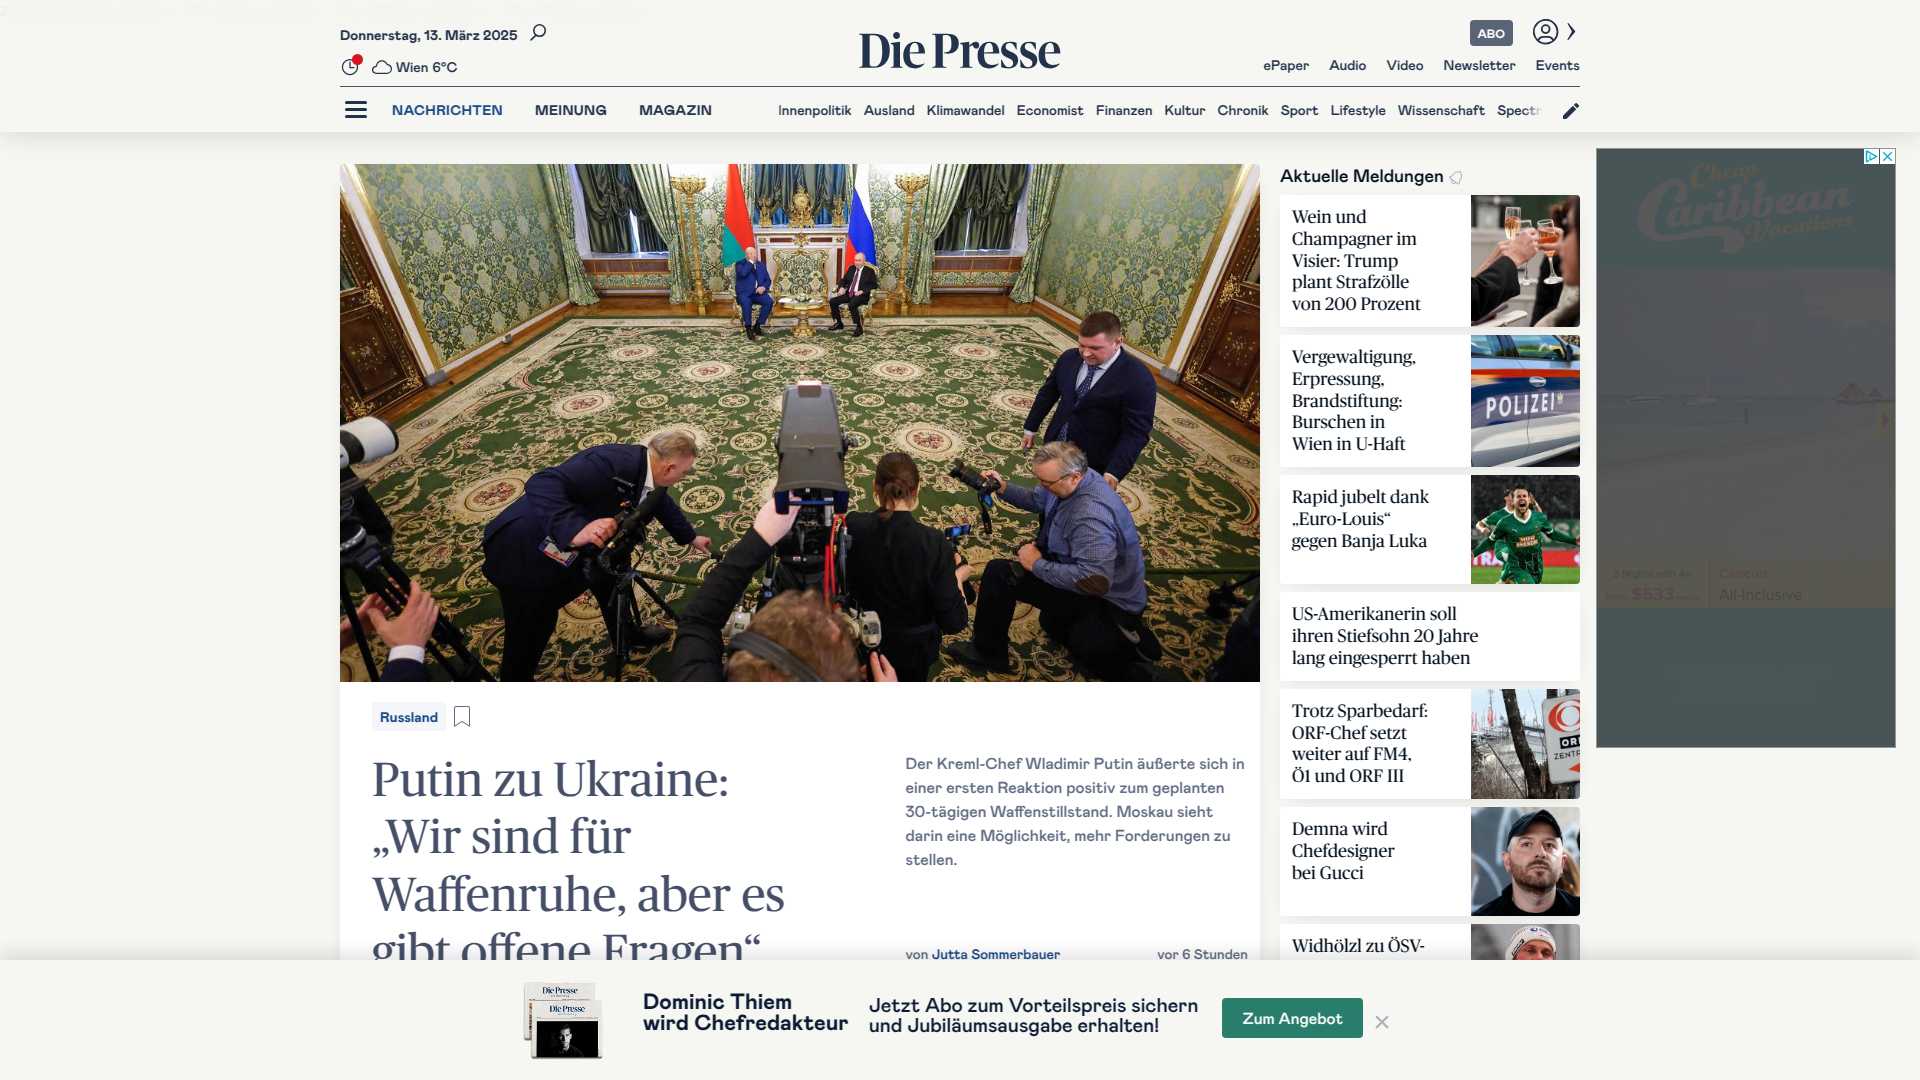 Donnerstag, 13. März 2025
Die Presse
ABO
Wien 6°C
ePaper Audio Video Newsletter Events
NACHRICHTEN MEINUNG MAGAZIN
Innenpolitik Ausland Klimawandel Economist Finanzen Kultur Chronik Sport Lifestyle Wissenschaft
Russland
Putin zu Ukraine:
„Wir sind für
Waffenruhe, aber es
gibt offene Fragen“
Der Kreml-Chef Wladimir Putin äußerte sich in
einer ersten Reaktion positiv zum geplanten
30-tägigen Waffenstillstand. Moskau sieht
darin eine Möglichkeit, mehr Forderungen zu
stellen.
von Jutta Sommerbauer
vor 6 Stunden
Aktuelle Meldungen
Wein und
Champagner im
Visier: Trump
plant Strafzölle
von 200 Prozent
Vergewaltigung,
Erpressung,
Brandstiftung:
Burschen in
Wien in U-Haft
POLIZEI
Rapid jubelt dank
„Euro-Louis“
gegen Banja Luka
US-Amerikanerin soll
ihren Stiefsohn 20 Jahre
lang eingesperrt haben
Trotz Sparbedarf:
ORF-Chef setzt
weiter auf FM4,
Ö1 und ORF III
Demna wird
Chefdesigner
bei Gucci
Widhölzl zu ÖSV-
Cheap
Caribbean
Vacations
$533
All-Inclusive
Die Presse
Die Presse
Dominic Thiem
wird Chefredakteur
Jetzt Abo zum Vorteilspreis sichern
und Jubiläumsausgabe erhalten!
Zum Angebot